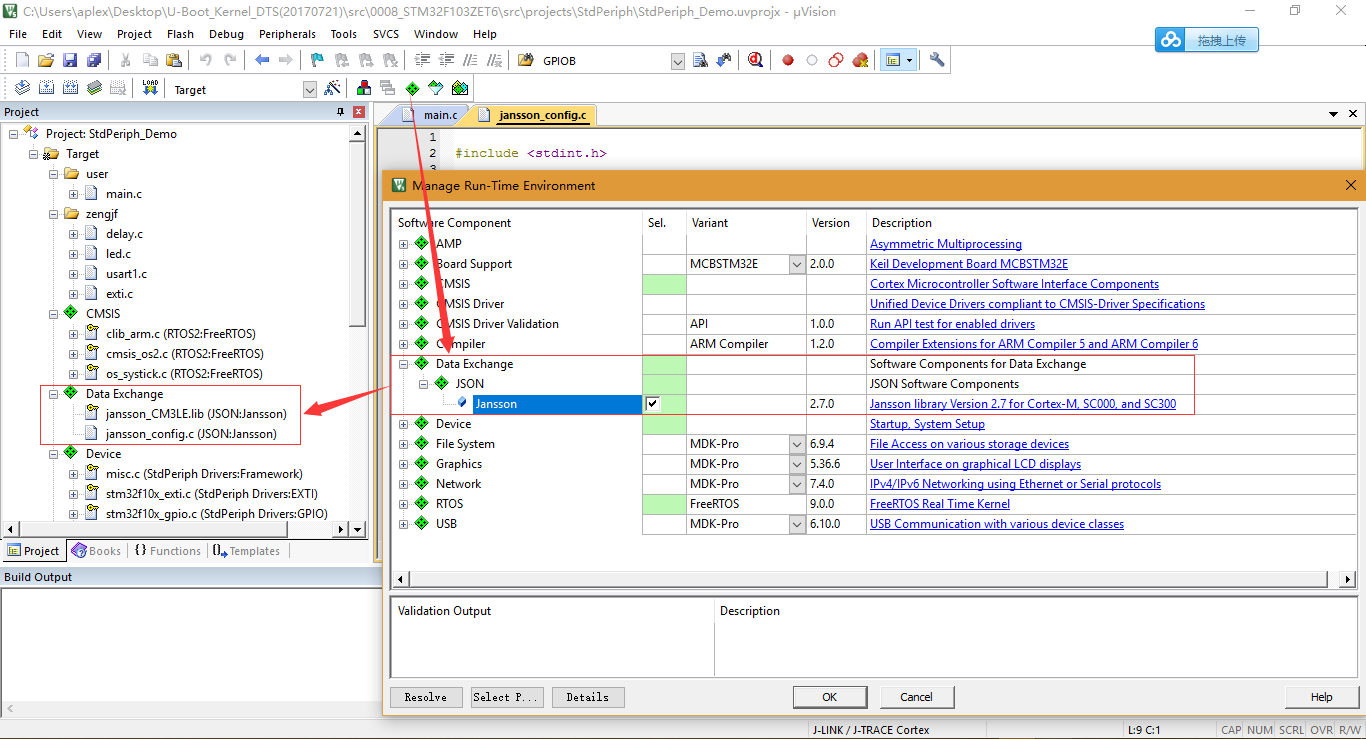 C:\Users\aplex\Desktop\U-Boot_Kernel_DTS(20170721)\src\0008_STM32F103ZET6\src\projects\StdPeriph\StdPeriph_Demo.uvprojx - µVision
File Edit View Project Flash Debug Peripherals Tools SVCS Window Help
拖拽上传
GPIOB
LOAD
Target
Project
main.c
jansson_config.c
Project: StdPeriph_Demo
Target
user
main.c
zengjf
delay.c
led.c
usart1.c
exti.c
CMSIS
clib_arm.c (RTOS2:FreeRTOS)
cmsis_os2.c (RTOS2:FreeRTOS)
os_systick.c (RTOS2:FreeRTOS)
Data Exchange
jansson_CM3LE.lib (JSON:Jansson)
jansson_config.c (JSON:Jansson)
Device
misc.c (StdPeriph Drivers:Framework)
stm32f10x_exti.c (StdPeriph Drivers:EXTI)
stm32f10x_gpio.c (StdPeriph Drivers:GPIO)
Project Books {} Functions Templates
Build Output
1
2 #include <stdint.h>
3
Manage Run-Time Environment
Software Component Sel. Variant Version Description
AMP Asymmetric Multiprocessing
Board Support MCBSTM32E 2.0.0 Keil Development Board MCBSTM32E
CMSIS Cortex Microcontroller Software Interface Components
CMSIS Driver Unified Device Drivers compliant to CMSIS-Driver Specifications
CMSIS Driver Validation API 1.0.0 Run API test for enabled drivers
Compiler ARM Compiler 1.2.0 Compiler Extensions for ARM Compiler 5 and ARM Compiler 6
Data Exchange Software Components for Data Exchange
JSON JSON Software Components
Jansson 2.7.0 Jansson library Version 2.7 for Cortex-M, SC000, and SC300
Device Startup, System Setup
File System MDK-Pro 6.9.4 File Access on various storage devices
Graphics MDK-Pro 5.36.6 User Interface on graphical LCD displays
Network MDK-Pro 7.4.0 IPv4/IPv6 Networking using Ethernet or Serial protocols
RTOS FreeRTOS 9.0.0 FreeRTOS Real Time Kernel
USB MDK-Pro 6.10.0 USB Communication with various device classes
Validation Output Description
Resolve Select P... Details OK Cancel Help
J-LINK / J-TRACE Cortex L:9 C:1 CAP NUM SCRL OVR R/W